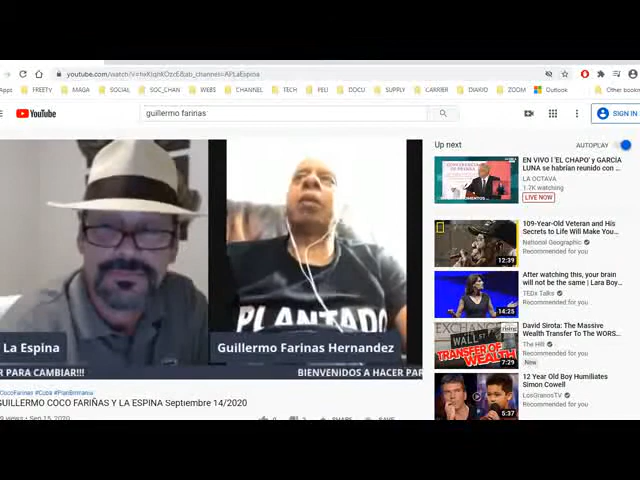 youtube.com/watch?v=
ab_channel=AFLaEspina
Apps FREETV MAGA SOCIAL SOC_CHAN WEBS CHANNEL TECH PELI DOCU SUPPLY CARRIER DIARIO ZOOM Outlook Other book
YouTube
guillermo farinas
SIGN IN
La Espina
Guillermo Farinas Hernandez
R PARA CAMBIAR!!!
BIENVENIDOS A HACER PAR
PLANTADO
#Cuba
GUILLERMO COCO FARIÑAS Y LA ESPINA Septiembre 14/2020
views • Sep 15, 2020
SHARE SAVE
Up next
AUTOPLAY
EN VIVO | 'EL CHAPO' y GARCÍA
LUNA se habrían reunido con ...
LA OCTAVA
1.7K watching
LIVE NOW
109-Year-Old Veteran and His
Secrets to Life Will Make You...
National Geographic
Recommended for you
12:39
After watching this, your brain
will not be the same | Lara Boy...
TEDx Talks
Recommended for you
14:25
EXCHANGE
WALL ST
TRANSFER OF WEALTH
7:29
David Sirota: The Massive
Wealth Transfer To The WORS...
The Hill
Recommended for you
New
12 Year Old Boy Humiliates
Simon Cowell
LosGranosTV
Recommended for you
5:37